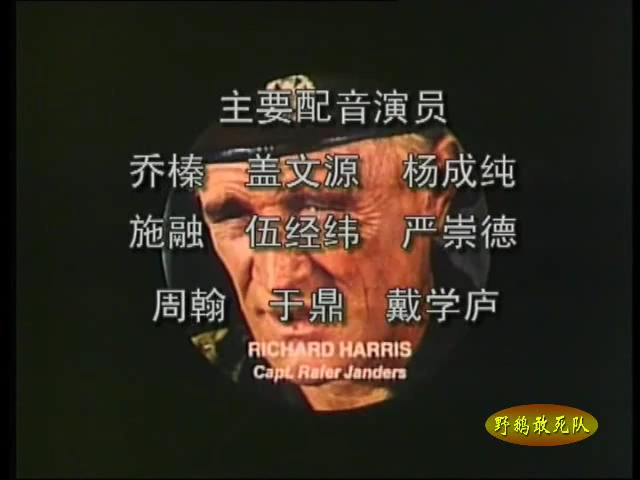 主要配音演员
乔榛 盖文源 杨成纯
施融 伍经纬 严崇德
周翰 于鼎 戴学庐
RICHARD HARRIS
Capt. Rafer Janders
野鹅敢死队